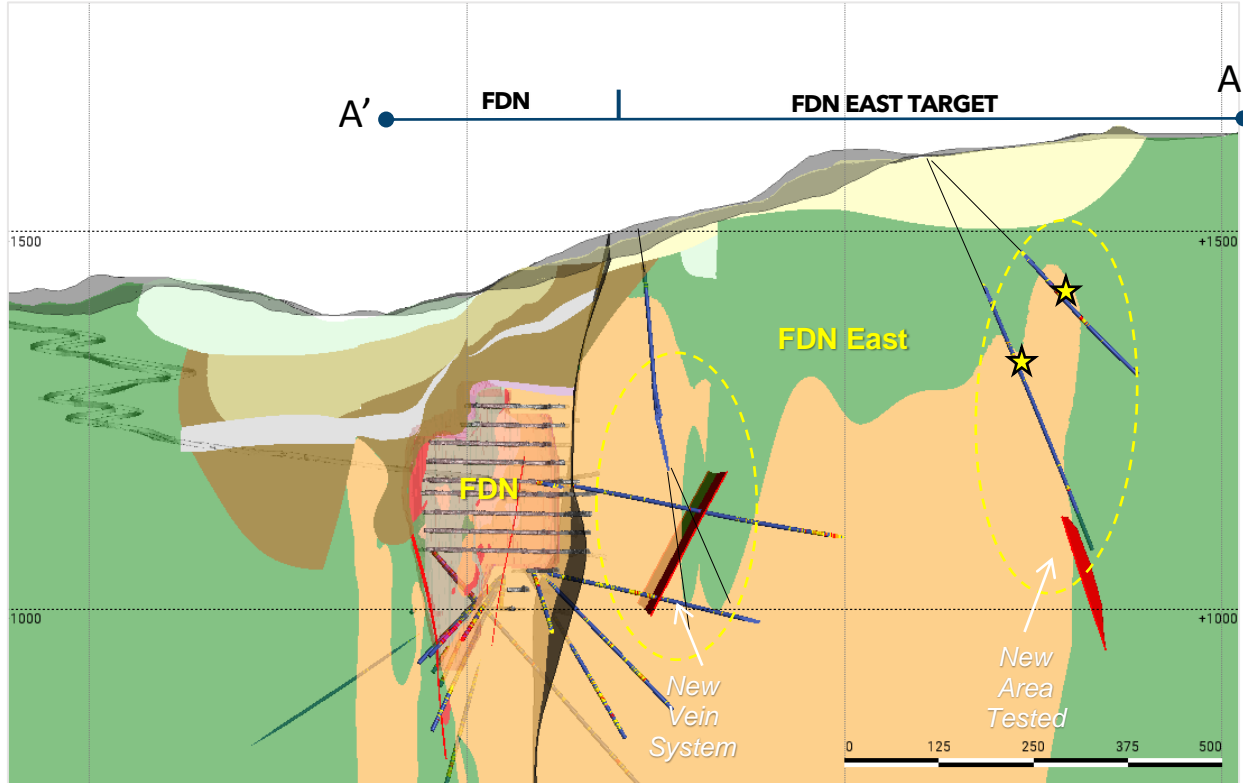 A
A’
FDN
FDN EAST TARGET
1500
+1500
FDN East
FDN
1000
+1000
New
Vein
System
New
Area
Tested
0 125 250 375 500